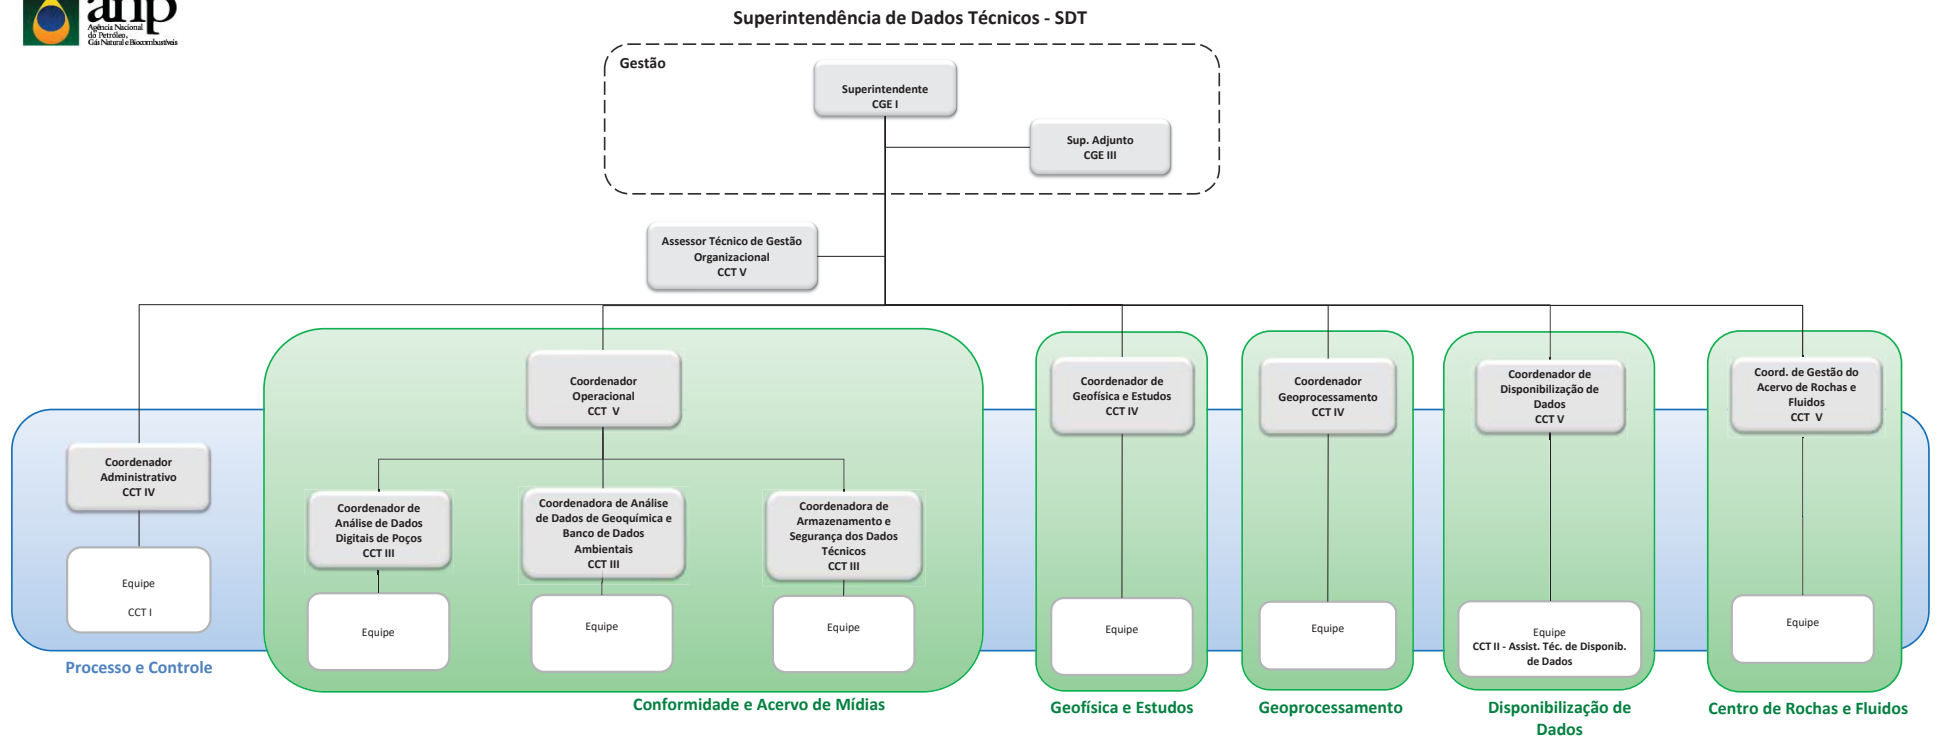 anp
Agência Nacional
do Petróleo,
Gás Natural e Biocombustíveis
Superintendência de Dados Técnicos - SDT
Gestão
Superintendente
CGE I
Sup. Adjunto
CGE III
Assessor Técnico de Gestão
Organizacional
CCT V
Coordenador
Administrativo
CCT IV
Equipe
CCT I
Processo e Controle
Coordenador
Operacional
CCT V
Coordenador de
Análise de Dados
Digitais de Poços
CCT III
Equipe
Coordenadora de Análise
de Dados de Geoquímica e
Banco de Dados
Ambientais
CCT III
Equipe
Coordenadora de
Armazenamento e
Segurança dos Dados
Técnicos
CCT III
Equipe
Conformidade e Acervo de Mídias
Coordenador de
Geofísica e Estudos
CCT IV
Equipe
Geofísica e Estudos
Coordenador
Geoprocessamento
CCT IV
Equipe
Geoprocessamento
Coordenador de
Disponibilização de
Dados
CCT V
Equipe
CCT II - Assist. Téc. de Disponib.
de Dados
Disponibilização de
Dados
Coord. de Gestão do
Acervo de Rochas e
Fluidos
CCT V
Equipe
Centro de Rochas e Fluidos